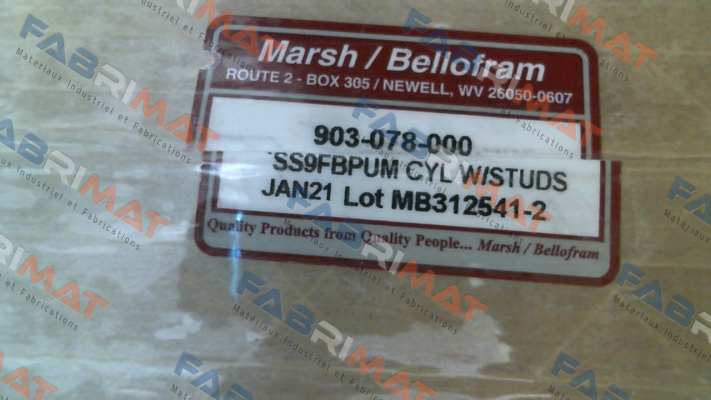 Marsh / Bellofram
ROUTE 2 - BOX 305 / NEWELL, WV 26050-0607
903-078-000
SS9FBPUM CYL W/STUDS
JAN21 Lot MB312541-2
Quality Products from Quality People... Marsh / Bellofram
FABRIMAT
Materiaux Industriel et Fabrications